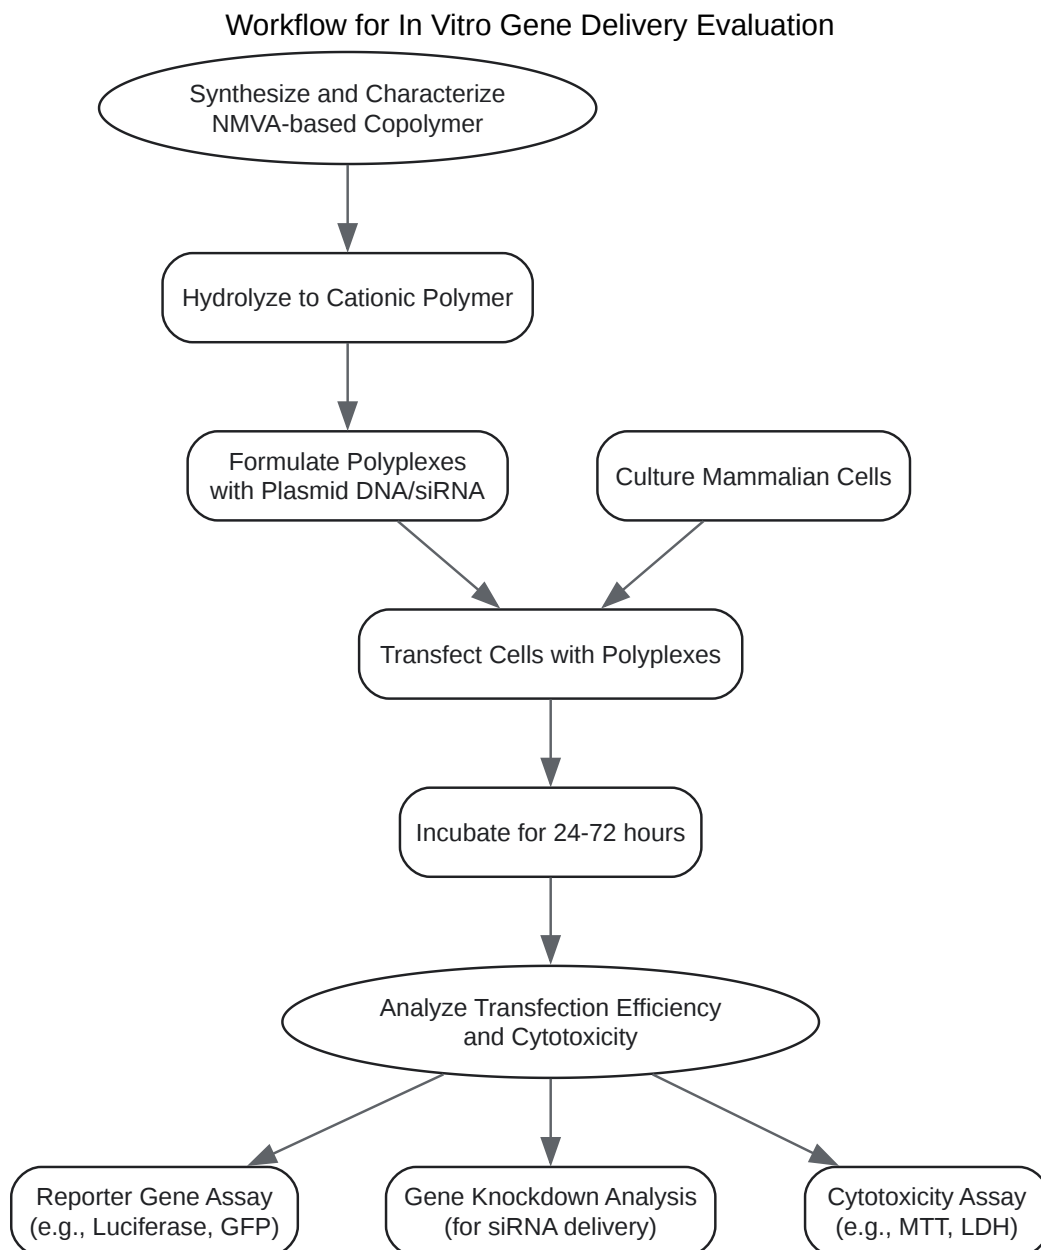 Workflow for In Vitro Gene Delivery Evaluation
Synthesize and Characterize
NMVA-based Copolymer
Hydrolyze to Cationic Polymer
Formulate Polyplexes
with Plasmid DNA/siRNA
Culture Mammalian Cells
Transfect Cells with Polyplexes
Incubate for 24-72 hours
Analyze Transfection Efficiency
and Cytotoxicity
Reporter Gene Assay
(e.g., Luciferase, GFP)
Gene Knockdown Analysis
(for siRNA delivery)
Cytotoxicity Assay
(e.g., MTT, LDH)